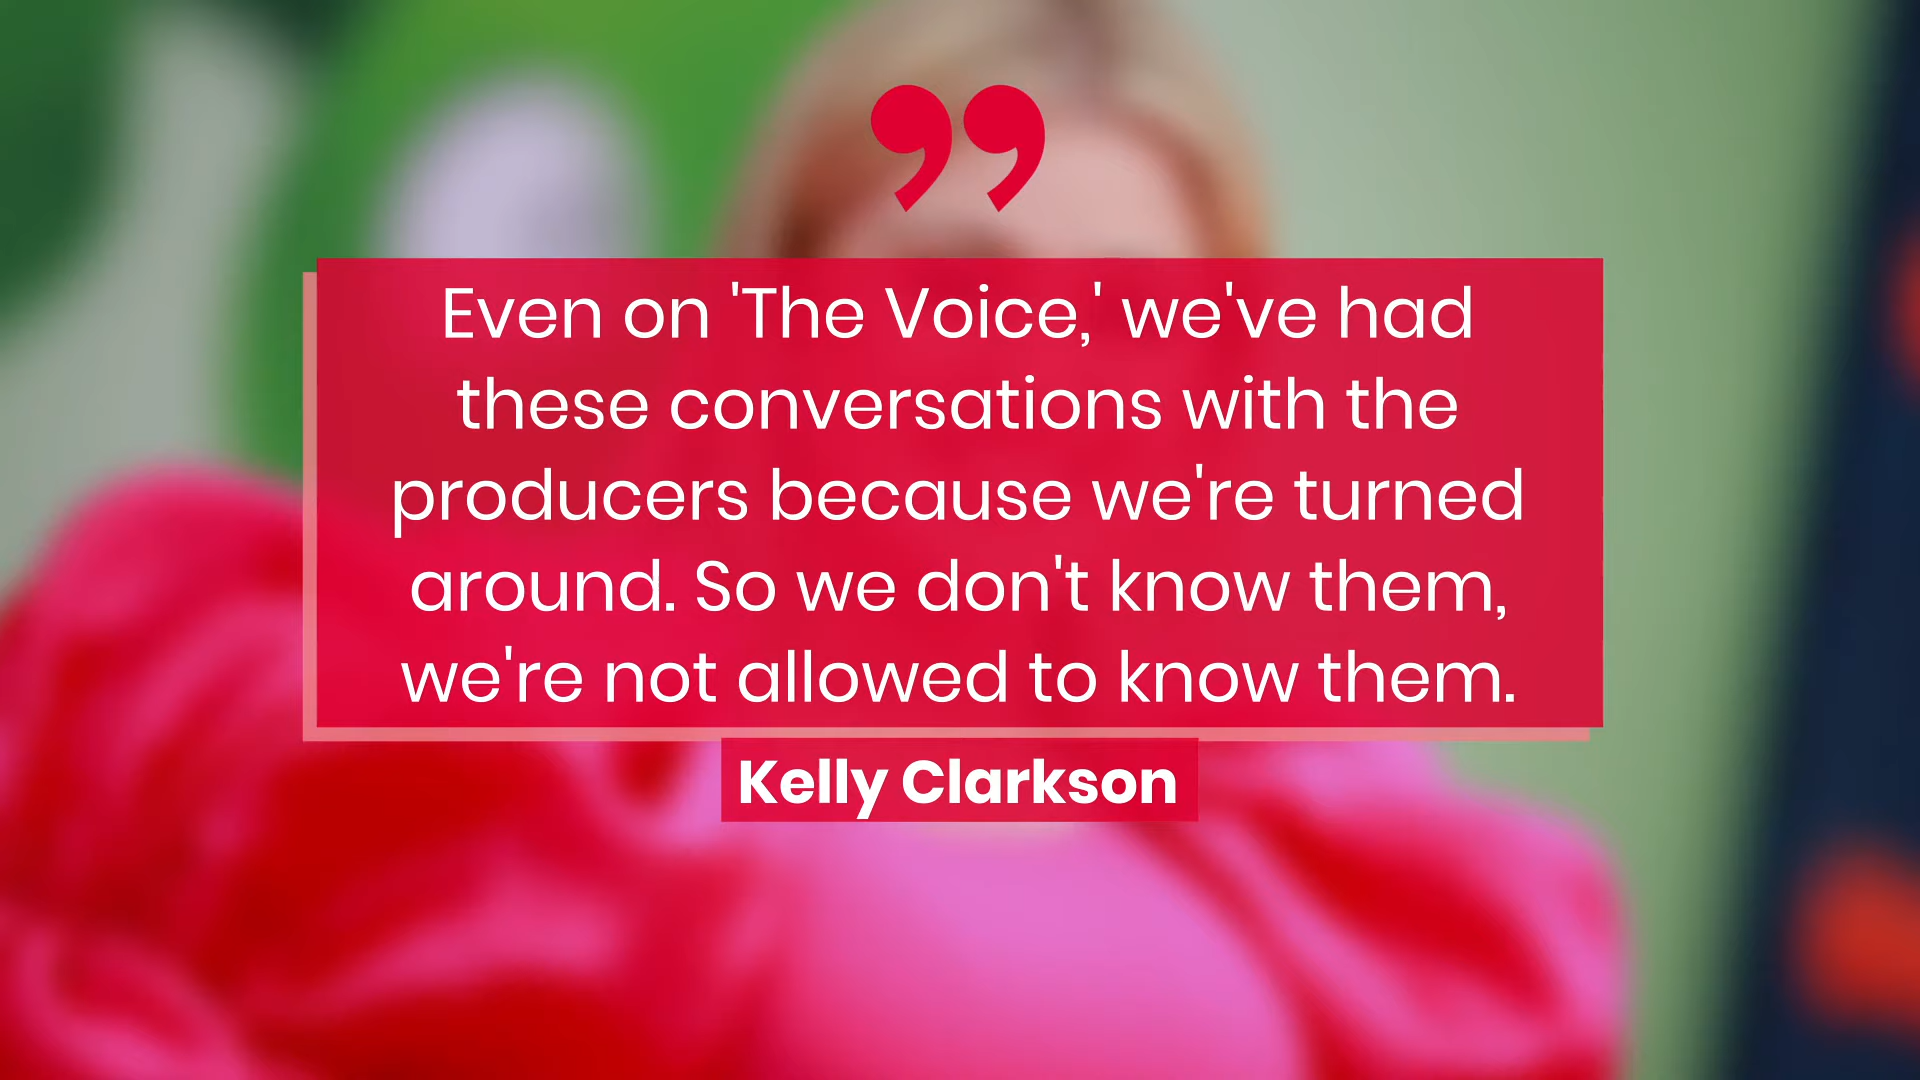 ”
Even on 'The Voice,' we've had
these conversations with the
producers because we're turned
around. So we don't know them,
we're not allowed to know them.
Kelly Clarkson